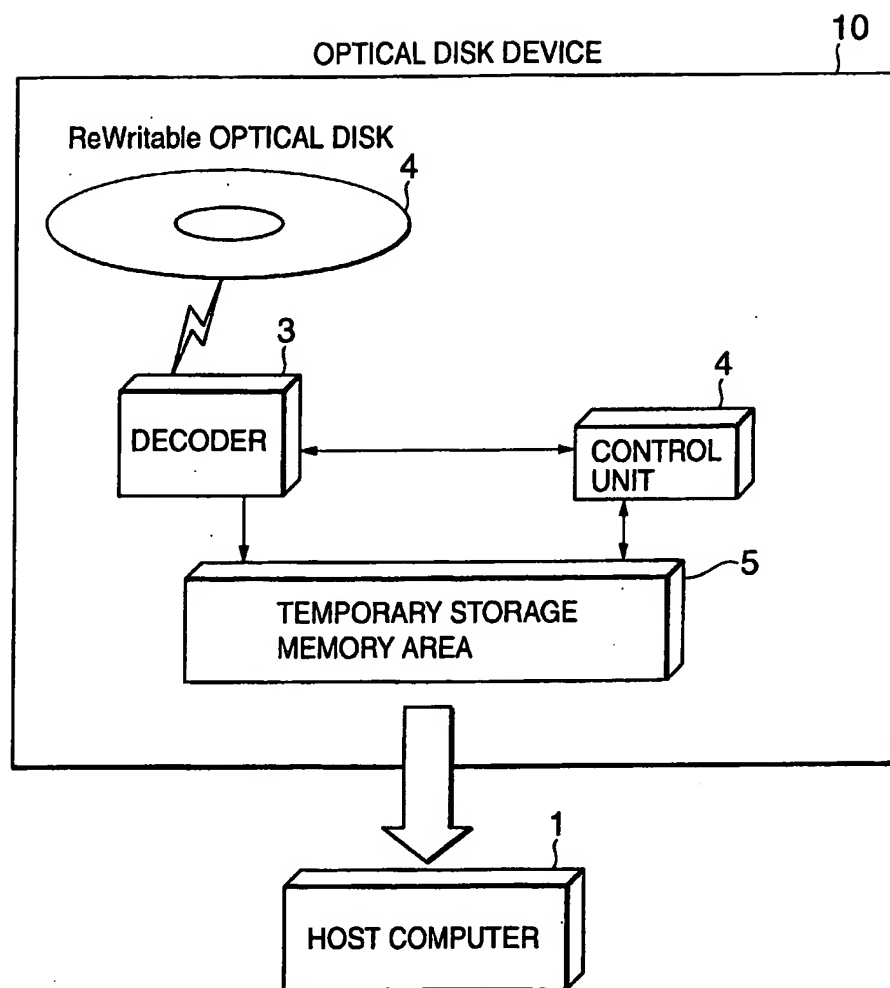 10
OPTICAL DISK DEVICE
ReWritable OPTICAL DISK
4
3
DECODER
4
CONTROL
UNIT
5
TEMPORARY STORAGE
MEMORY AREA
1
HOST COMPUTER